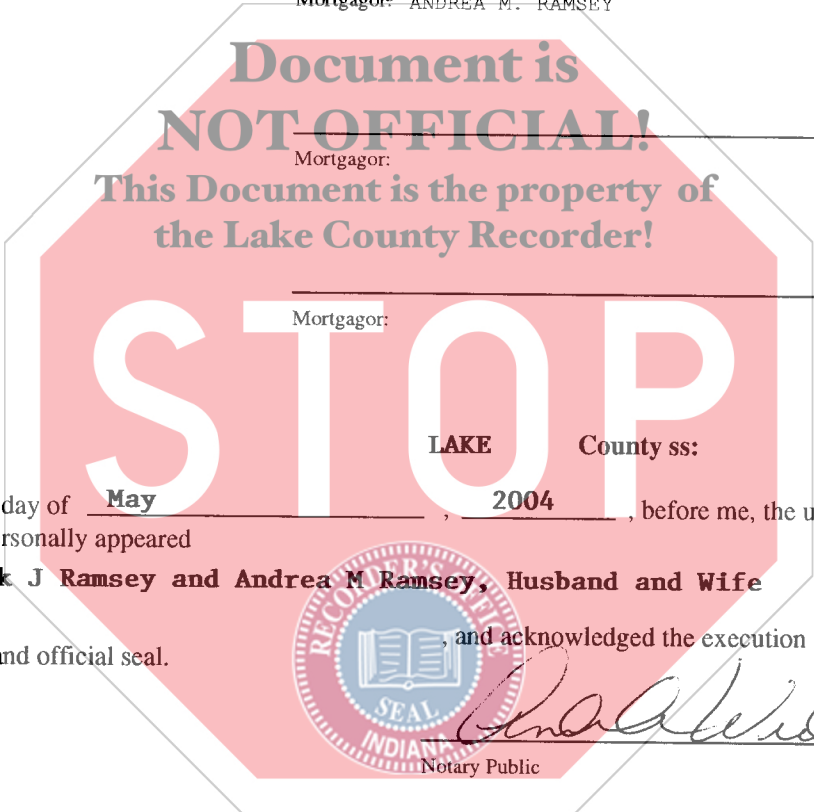 Mortgagor: ANDREA M. RAMSEY
Document is
NOT OFFICIAL!
Mortgagor:
This Document is the property of
the Lake County Recorder!
STOP
Mortgagor:
LAKE County ss:
day of May , 2004 , before me, the u
rsonally appeared
k J Ramsey and Andrea M Ramsey, Husband and Wife
, and acknowledged the execution
nd official seal.
RECORDER'S OFFICE
SEAL
INDIANA
Notary Public